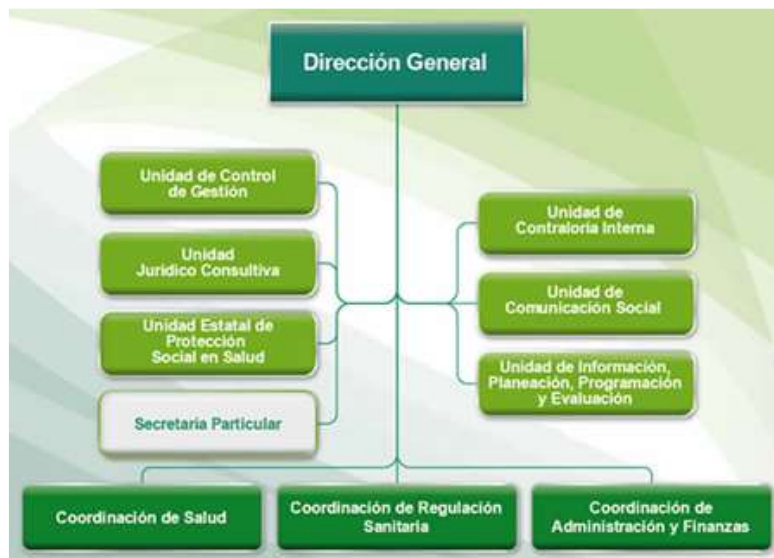 Dirección General
Unidad de Control
de Gestión
Unidad
Jurídico Consultiva
Unidad Estatal de
Protección
Social en Salud
Secretaria Particular
Unidad de
Contraloría Interna
Unidad de
Comunicación Social
Unidad de Información,
Planeación, Programación
y Evaluación
Coordinación de Salud
Coordinación de Regulación
Sanitaria
Coordinación de
Administración y Finanzas